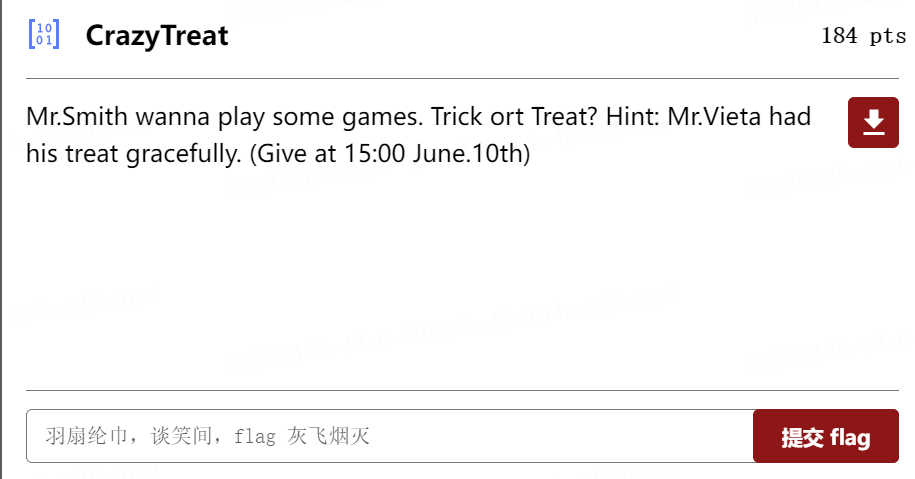 10
01
CrazyTreat
184 pts
Mr.Smith wanna play some games. Trick ort Treat? Hint: Mr.Vieta had
his treat gracefully. (Give at 15:00 June.10th)
羽扇纶巾，谈笑间，flag 灰飞烟灭
提交 flag